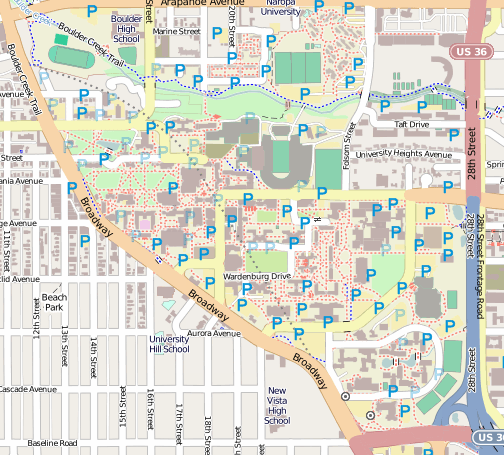 Arapahoe Avenue
Naropa
University
Boulder
High
School
Marine Street
Street
20th Street
Boulder Creek Trail
Boulder Creek Trail
US 36
Avenue
Taft Drive
Folsom Street
University Heights Avenue
28th Street
Street
Broadway
11th Street
Wardenburg Drive
28th Street
28th Street Frontage Road
Beach
Park
Broadway
Aurora Avenue
12th Street
13th Street
14th Street
University
Hill School
Broadway
28th Street
Cascade Avenue
15th Street
16th Street
17th Street
18th Street
New
Vista
High
School
Baseline Road
US 36